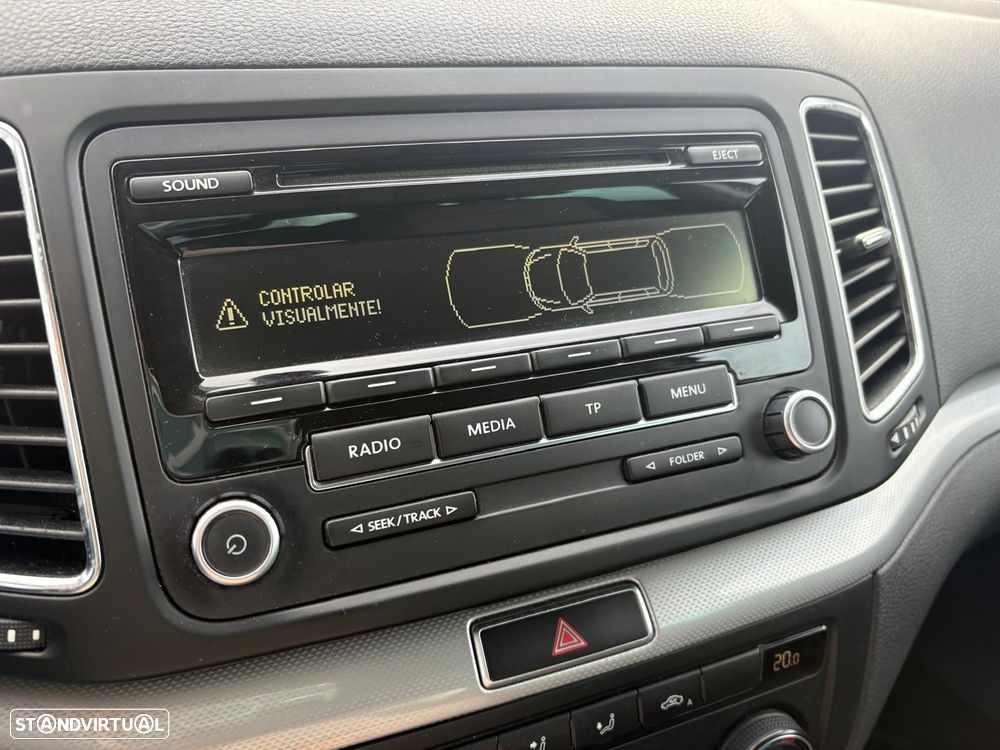 SOUND
EJECT
CONTROLAR
VISUALMENTE!
RADIO
MEDIA
TP
MENU
SEEK/TRACK
FOLDER
20.0
A
STANDVIRTUAL